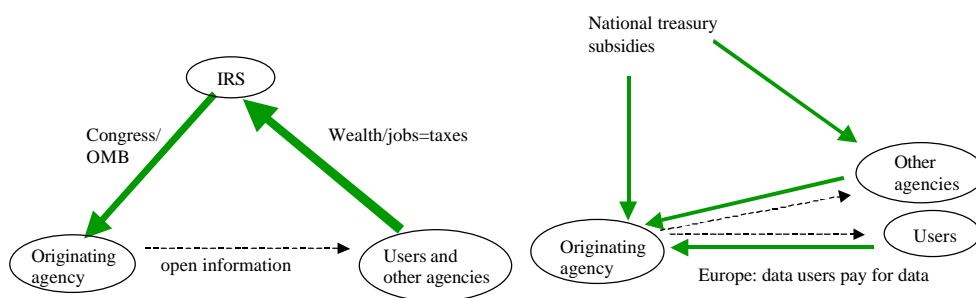 IRS
Congress/
OMB
Wealth/jobs=taxes
Originating
agency
open information
Users and
other agencies
National treasury
subsidies
Other
agencies
Users
Originating
agency
Europe: data users pay for data